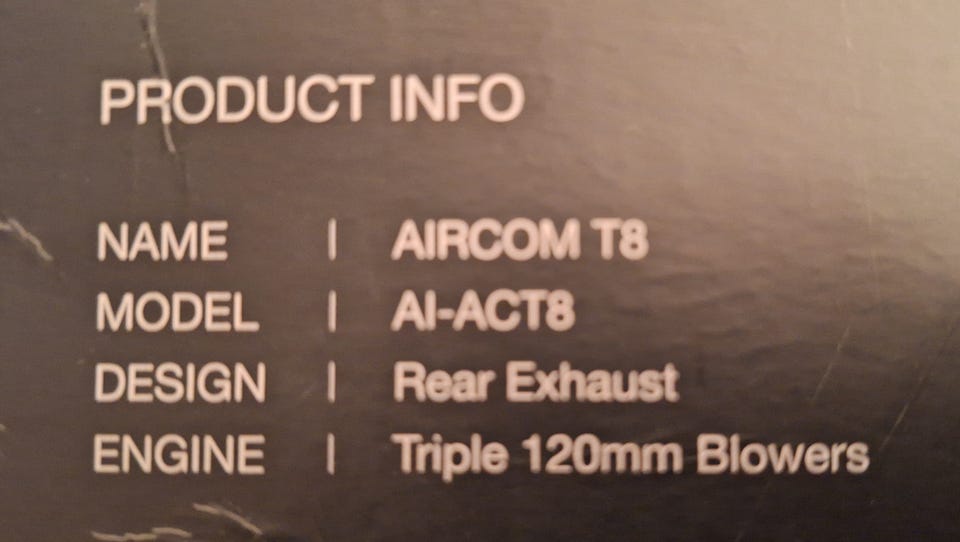 PRODUCT INFO
NAME | AIRCOM T8
MODEL | AI-ACT8
DESIGN | Rear Exhaust
ENGINE | Triple 120mm Blowers